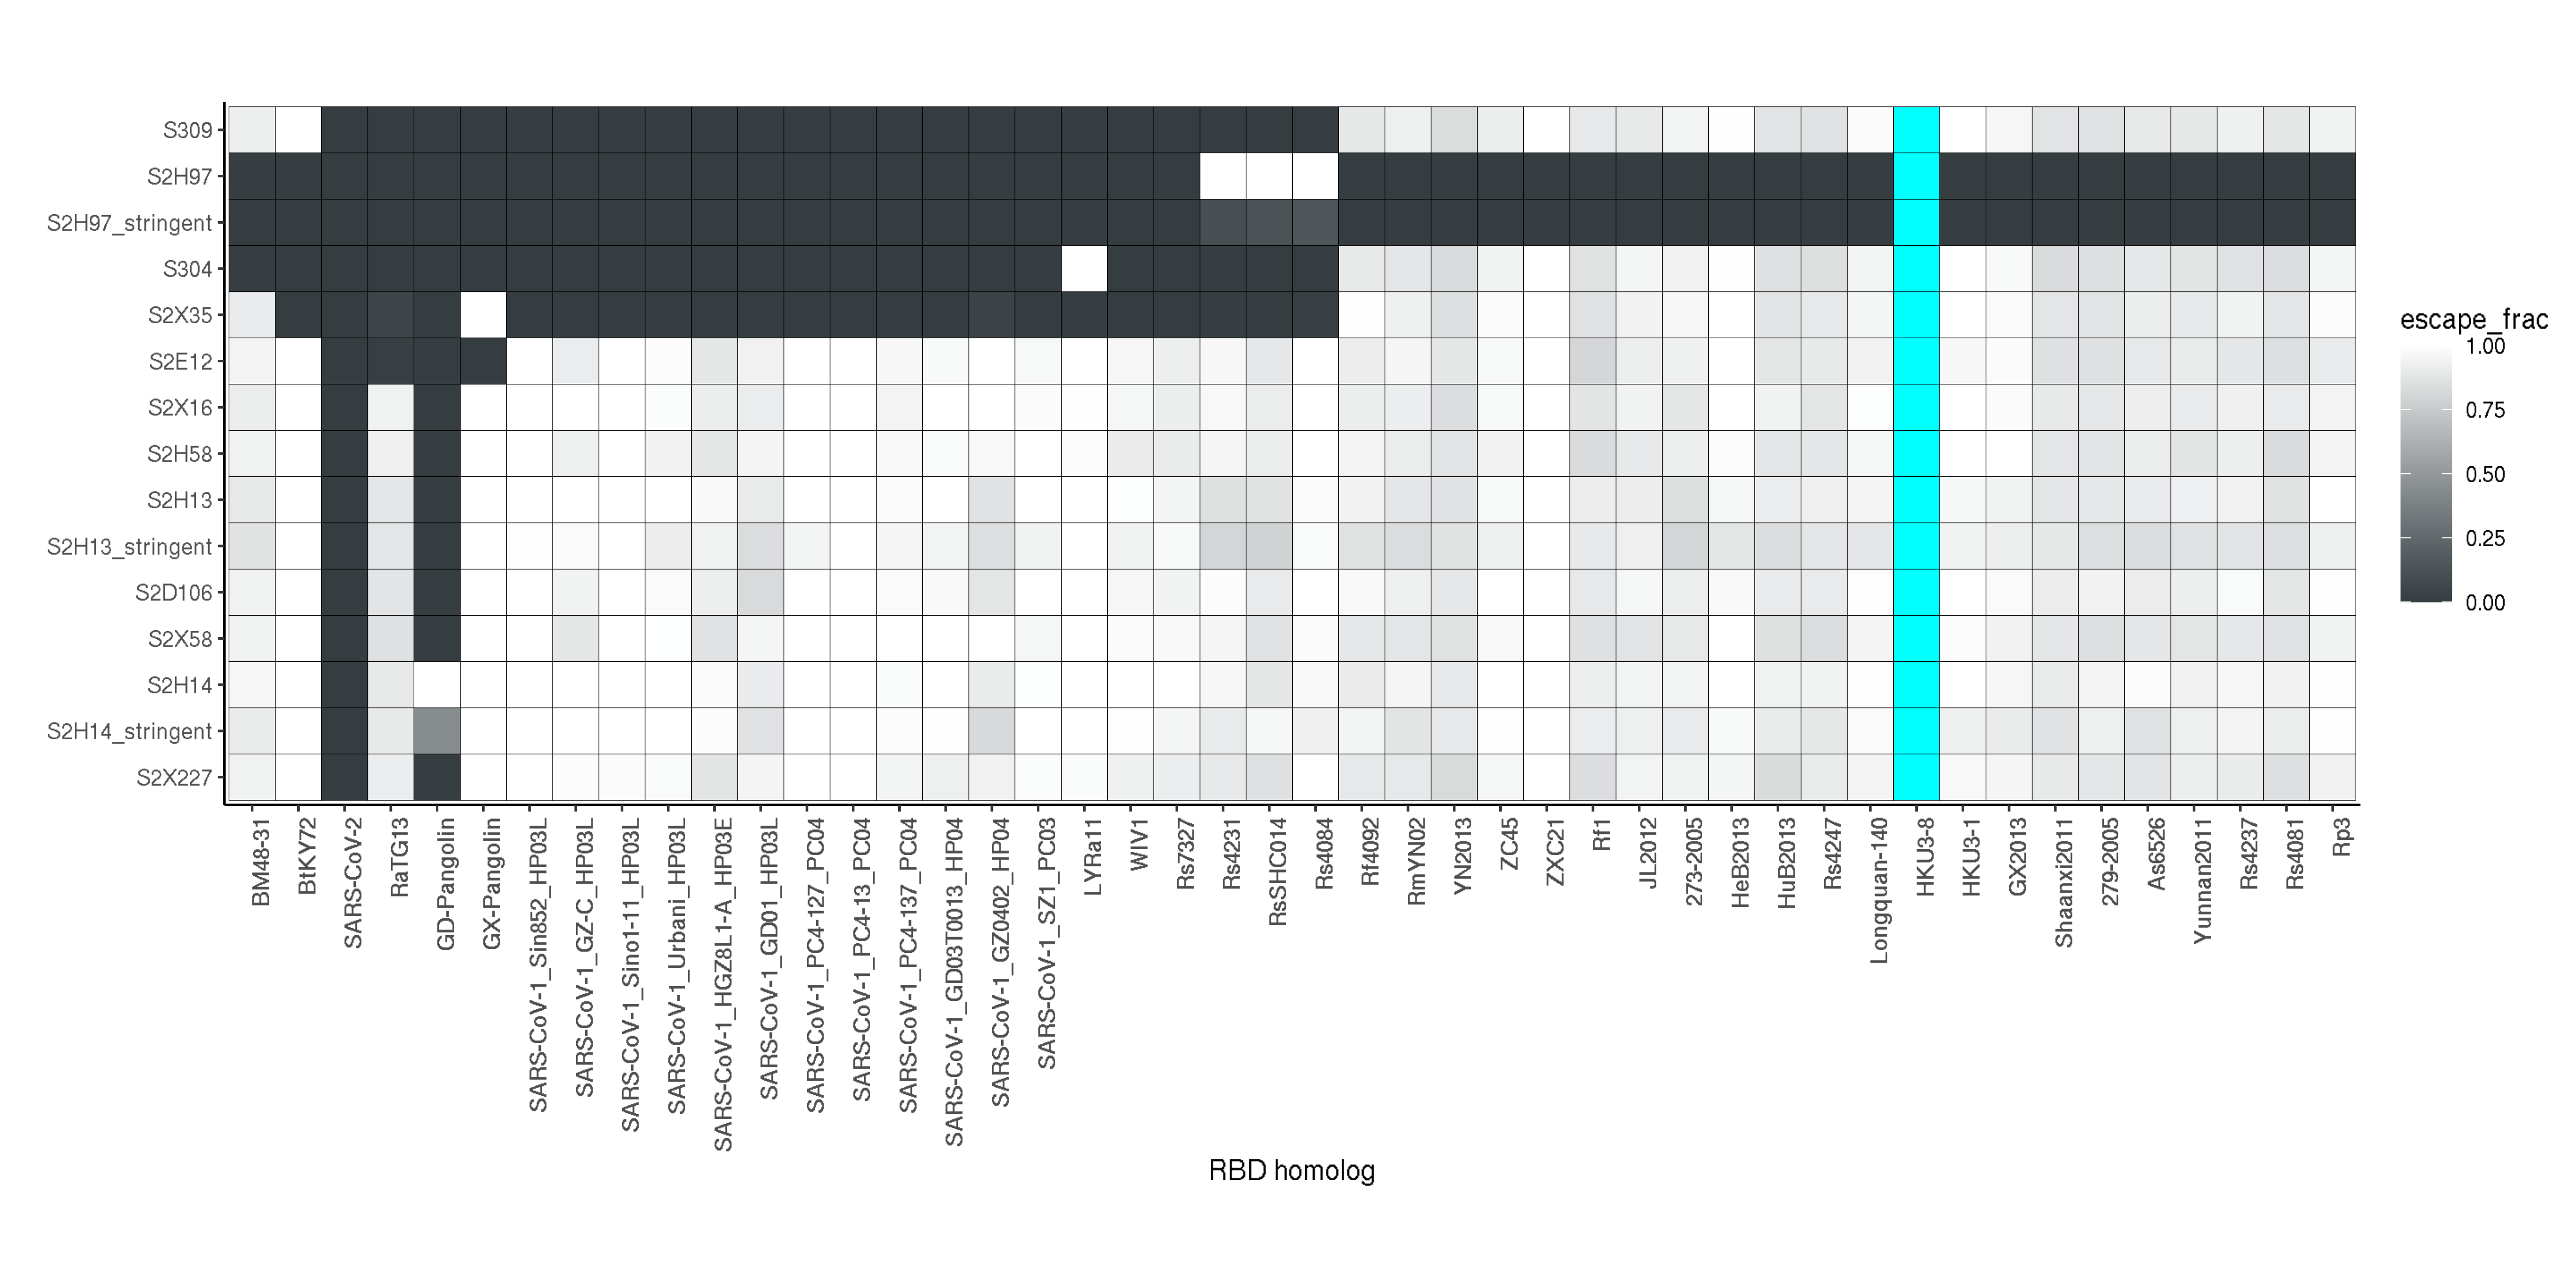 S309
S2H97
S2H97_stringent
S304
S2X35
S2E12
S2X16
S2H58
S2H13
S2H13_stringent
S2D106
S2X58
S2H14
S2H14_stringent
S2X227
BM48-31
BtKY72
SARS-CoV-2
RaTG13
GD-Pangolin
GX-Pangolin
SARS-CoV-1_Sin852_HP03L
SARS-CoV-1_GZ-C_HP03L
SARS-CoV-1_Sino1-11_HP03L
SARS-CoV-1_Urbani_HP03L
SARS-CoV-1_HGZ8L1-A_HP03E
SARS-CoV-1_GD01_HP03L
SARS-CoV-1_PC4-127_PC04
SARS-CoV-1_PC4-13_PC04
SARS-CoV-1_PC4-137_PC04
SARS-CoV-1_GD03T0013_HP04
SARS-CoV-1_GZ0402_HP04
SARS-CoV-1_SZ1_PC03
LYRa11
WIV1
Rs7327
Rs4231
RsSHC014
Rs4084
Rf4092
RmYN02
YN2013
ZC45
ZXC21
Rf1
JL2012
273-2005
HeB2013
HuB2013
Rs4247
Longquan-140
HKU3-8
HKU3-1
GX2013
Shaanxi2011
279-2005
As6526
Yunnan2011
Rs4237
Rs4081
Rp3
RBD homolog
escape_frac
1.00
0.75
0.50
0.25
0.00